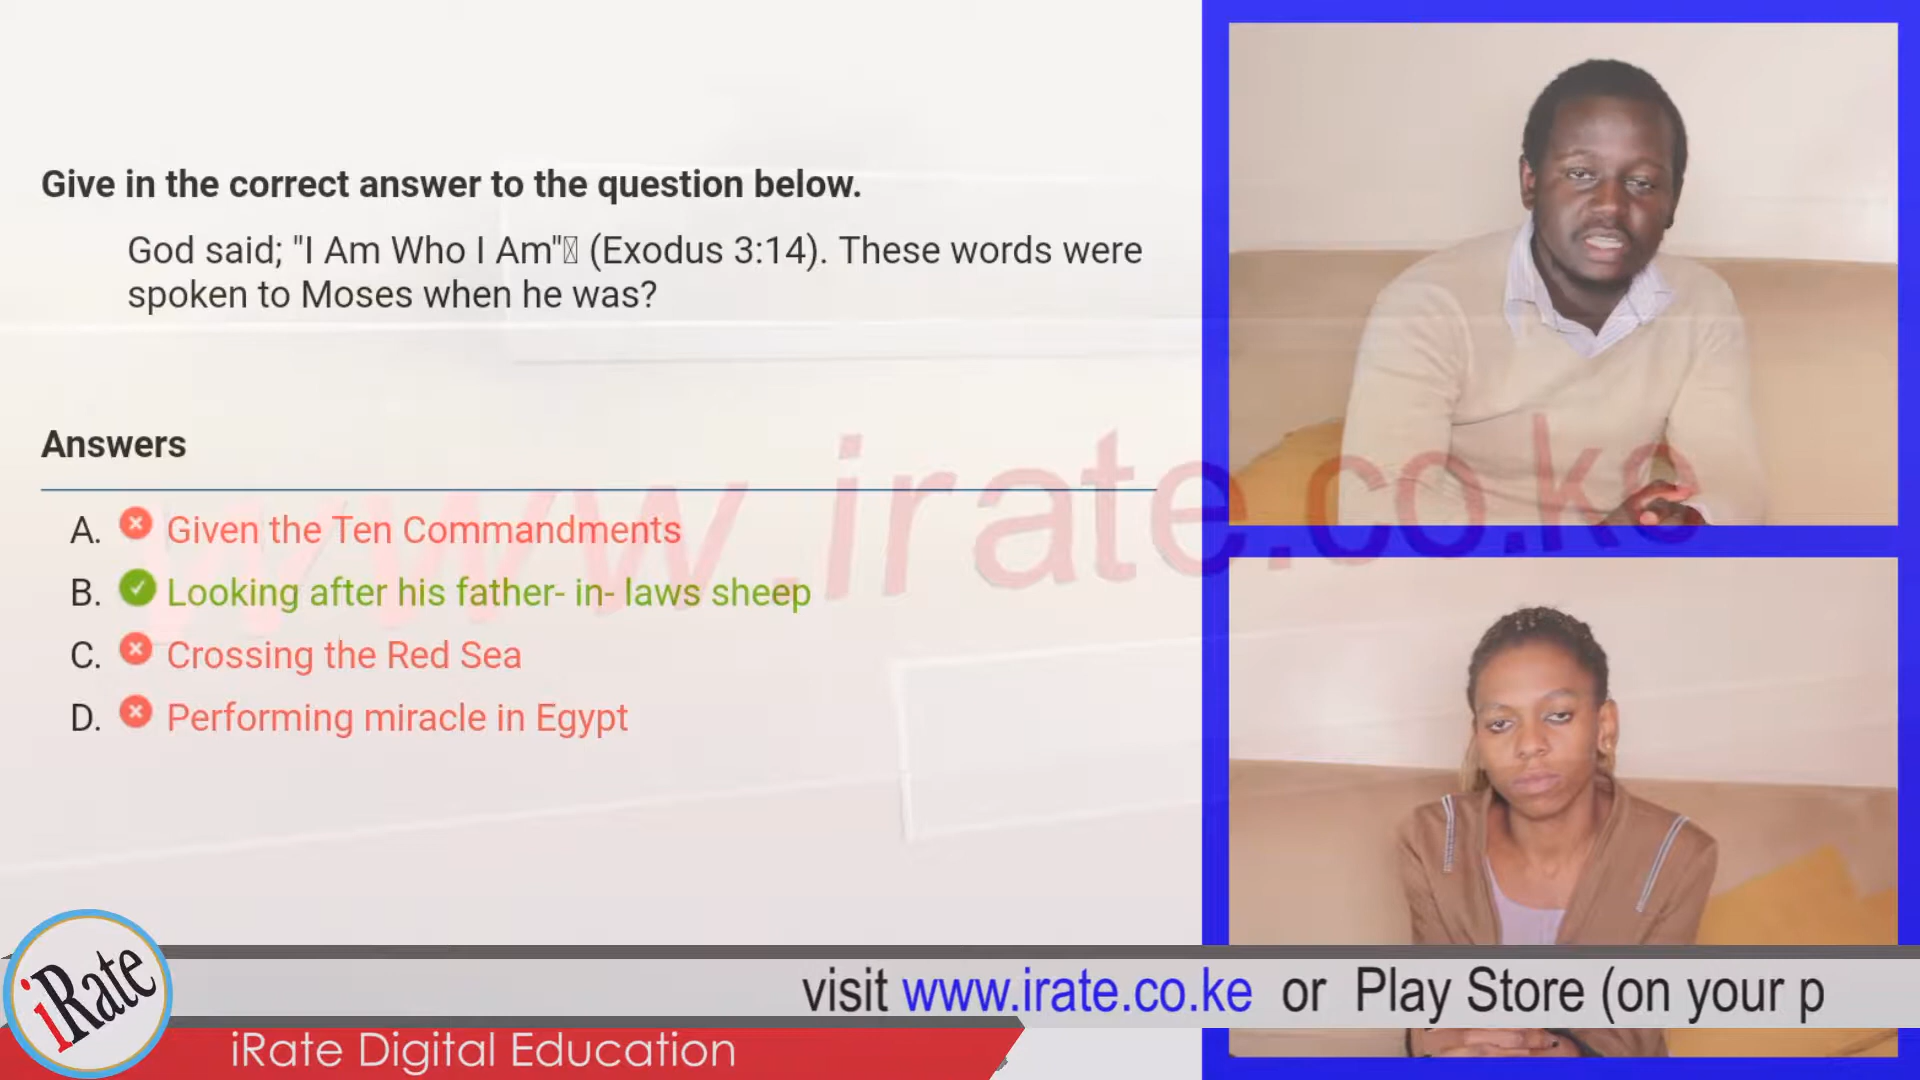 Give in the correct answer to the question below.
God said; "I Am Who I Am" (Exodus 3:14). These words were
spoken to Moses when he was?
Answers
A. Given the Ten Commandments
B. Looking after his father- in- laws sheep
C. Crossing the Red Sea
D. Performing miracle in Egypt
www.irate.co.ke
iRate
visit www.irate.co.ke or Play Store (on your p
iRate Digital Education